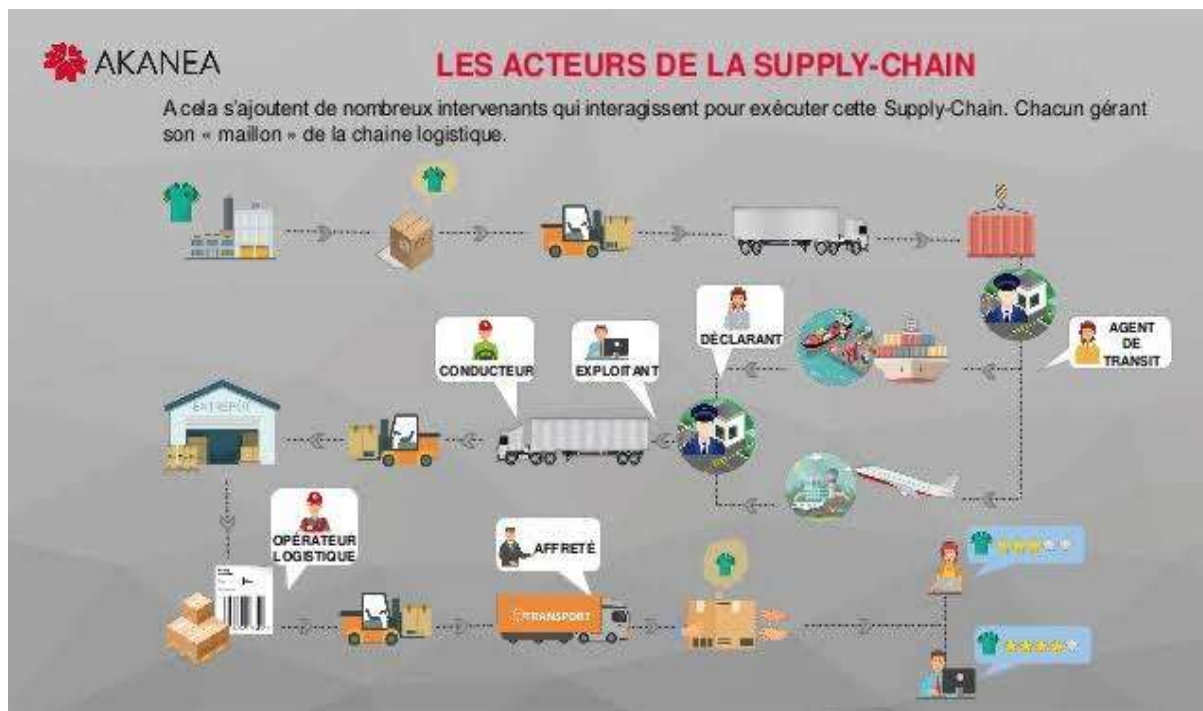 AKANEA
LES ACTEURS DE LA SUPPLY-CHAIN
A cela s'ajoutent de nombreux intervenants qui interagissent pour exécuter cette Supply-Chain. Chacun gérant
son « maillon » de la chaine logistique.
DÉCLARANT
AGENT
DE
TRANSIT
CONDUCTEUR
EXPLOITANT
ENTREPÔT
OPÉRATEUR
LOGISTIQUE
AFFRETÉ
TRANSPORT